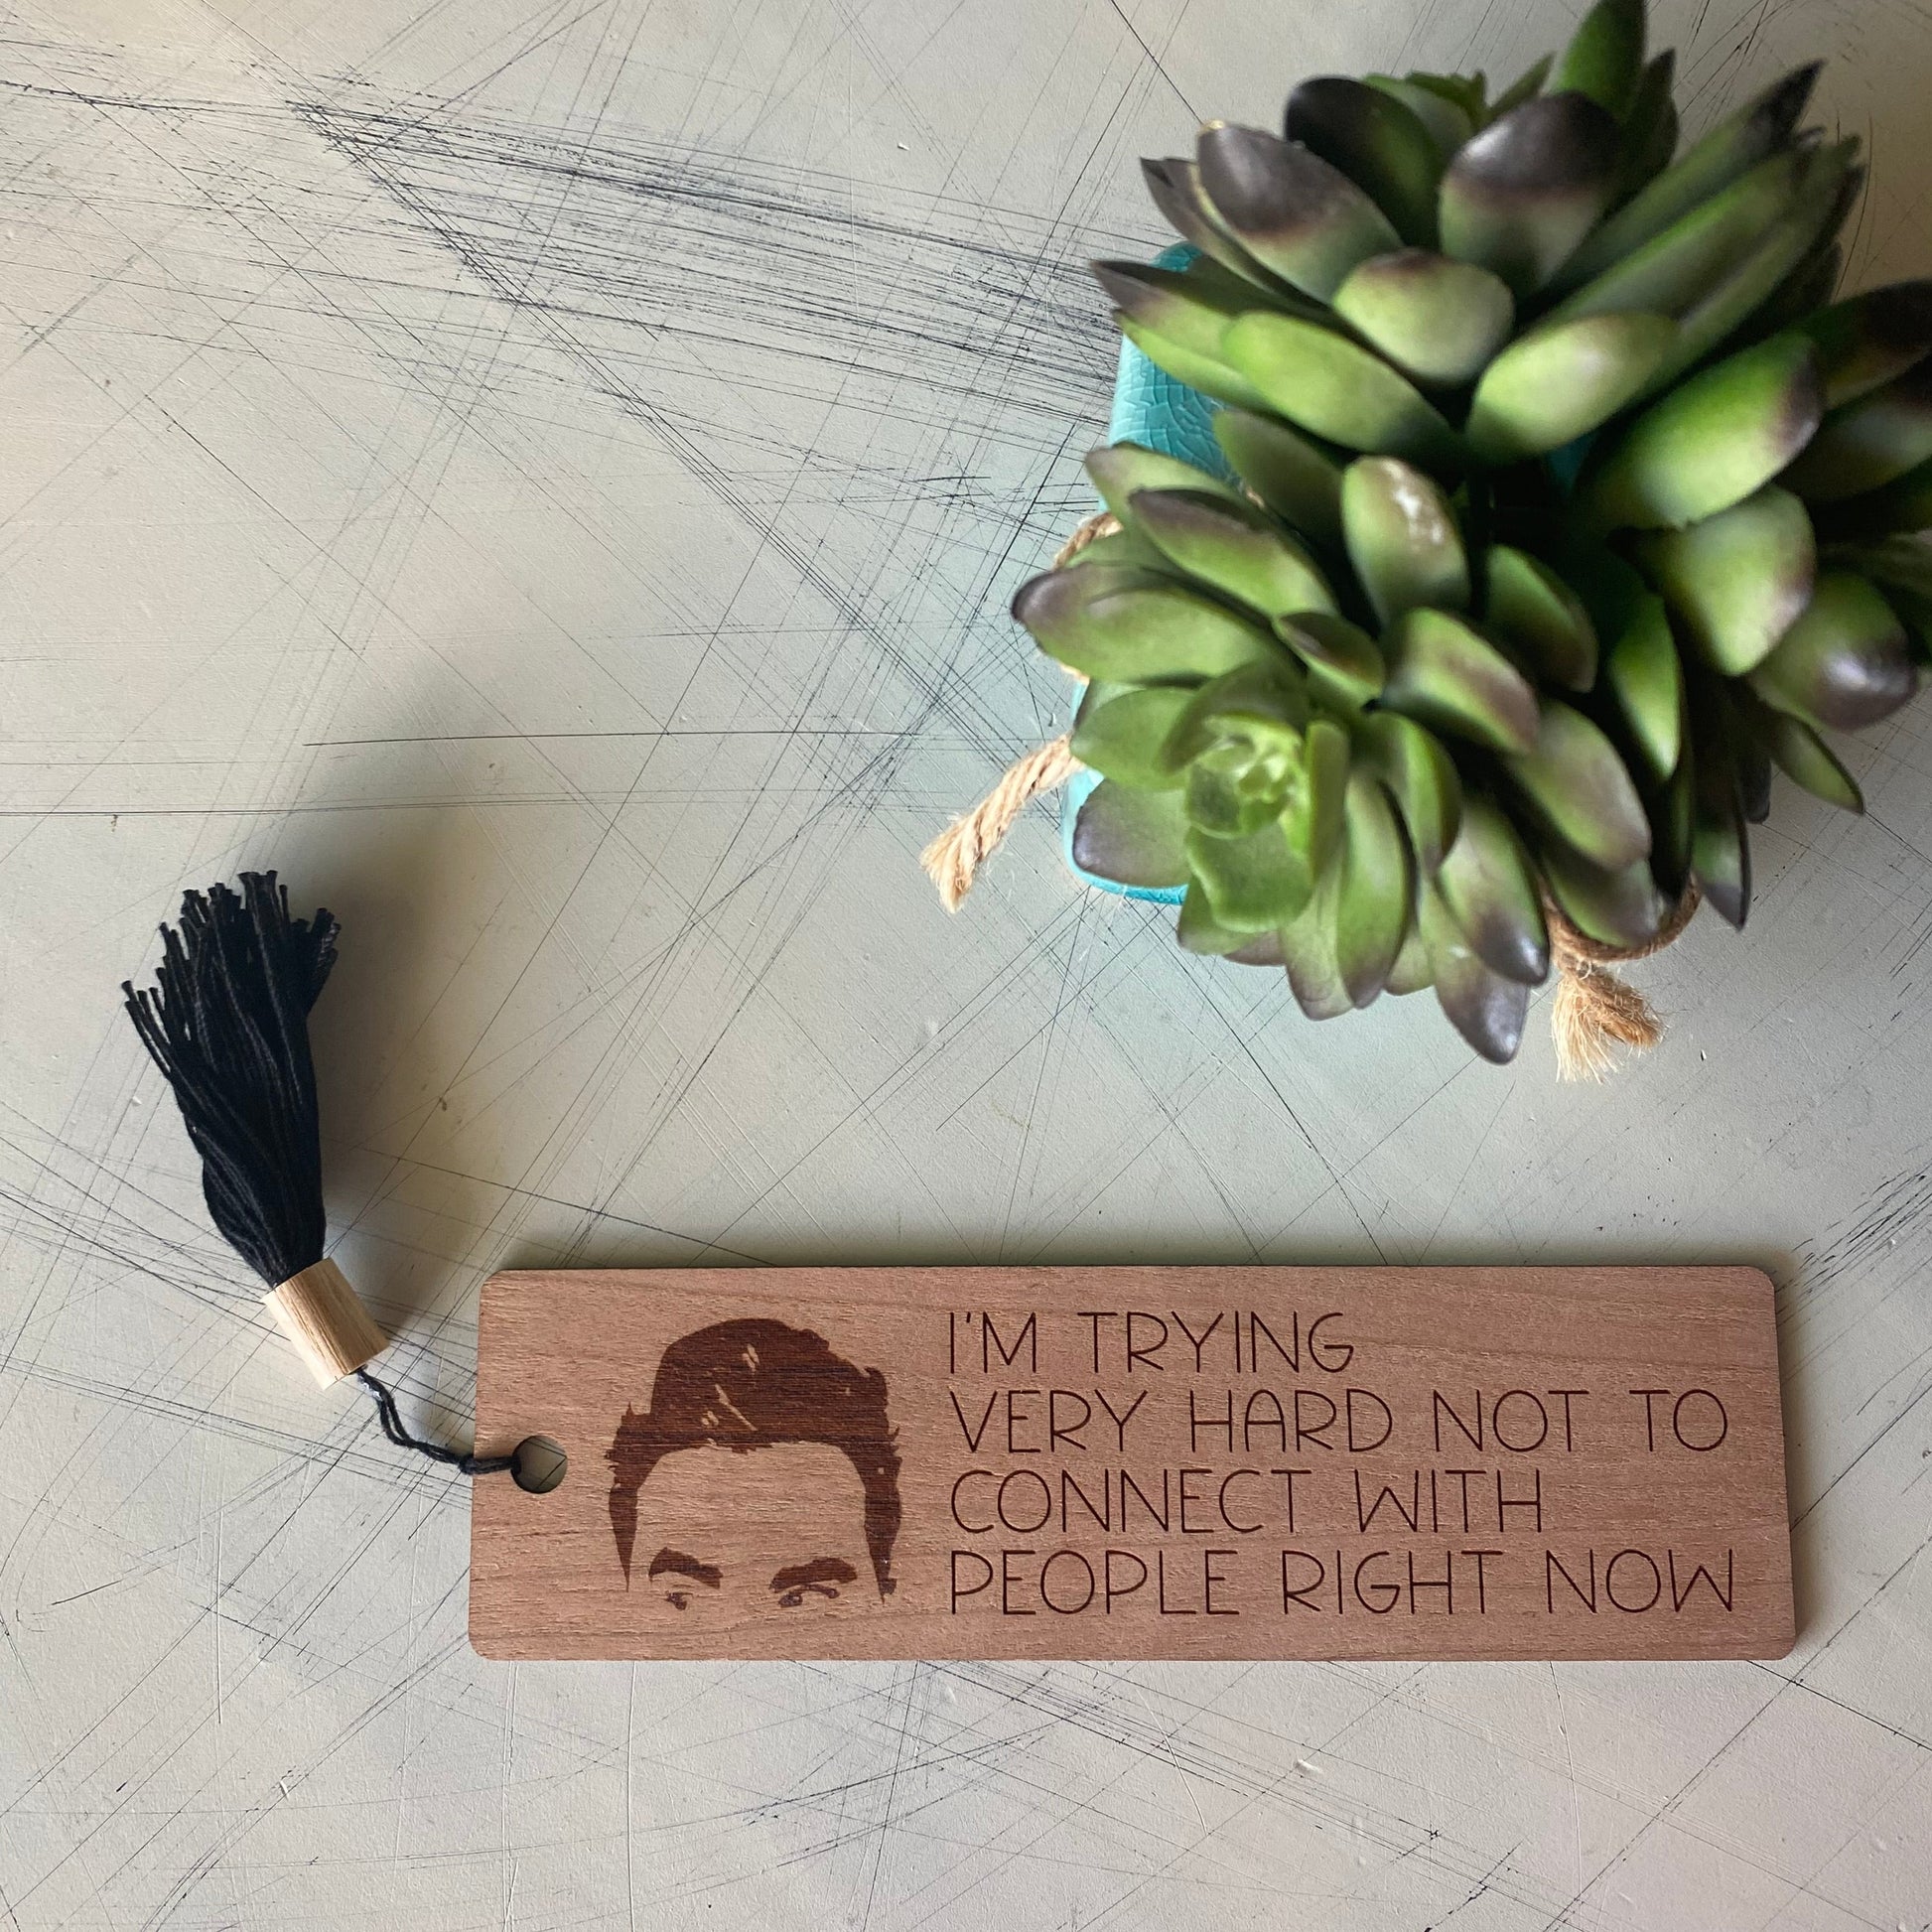 I'M TRYING
VERY HARD NOT TO
CONNECT WITH
PEOPLE RIGHT NOW